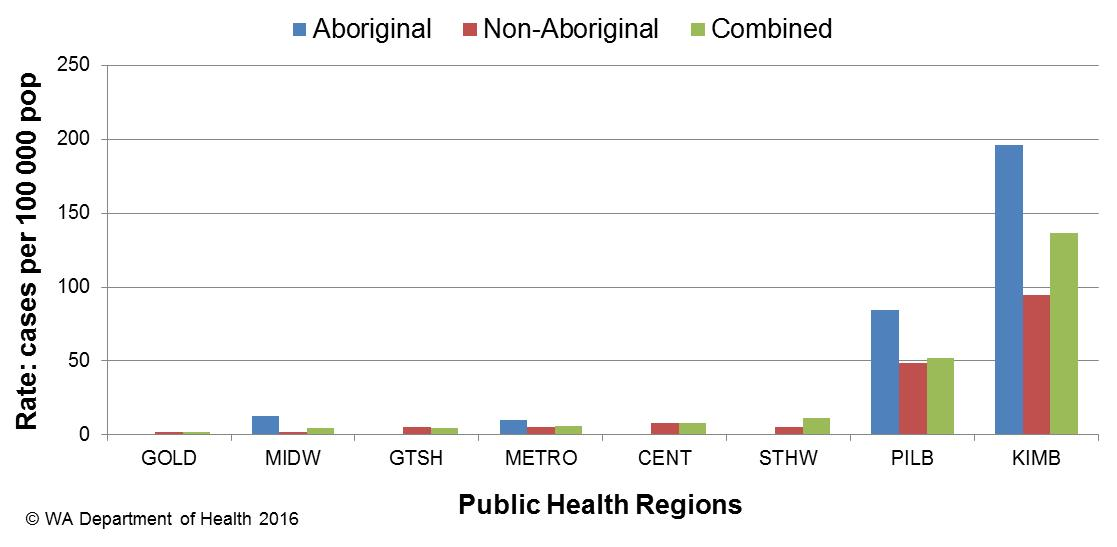 Aboriginal Non-Aboriginal Combined
250
200
150
100
50
0
Rate: cases per 100 000 pop
GOLD MIDW GTSH METRO CENT STHW PILB KIMB
Public Health Regions
© WA Department of Health 2016